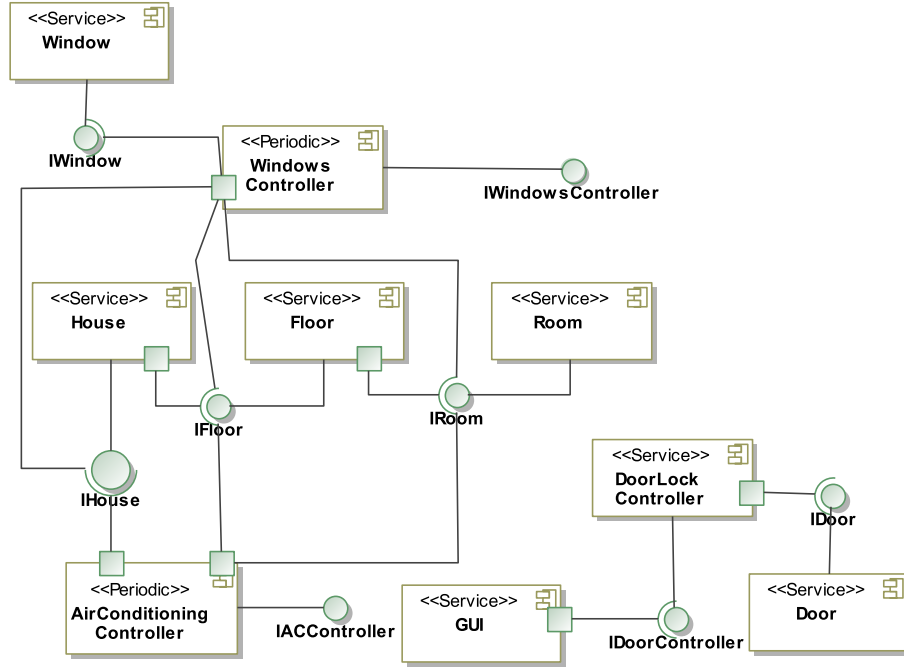 <<Service>>
Window
IWindow
<<Periodic>>
Windows
Controller
IWindowsController
<<Service>>
House
<<Service>>
Floor
<<Service>>
Room
IFloor
IRoom
IHouse
<<Service>>
DoorLock
Controller
IDoor
<<Periodic>>
AirConditioning
Controller
IACController
<<Service>>
GUI
IDoorController
<<Service>>
Door